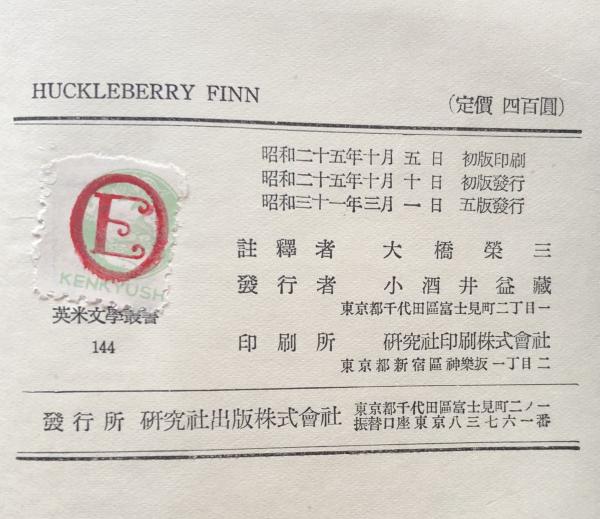 HUCKLEBERRY FINN
(定價 四百圓)
昭和二十五年十月五日 初版印刷
昭和二十五年十月十日 初版發行
昭和三十一年三月一日 五版發行
註釋者 大橋榮三
發行者 小酒井益藏
東京都千代田區富士見町二丁目一
印刷所 硏究社印刷株式會社
東京都新宿區神樂坂一丁目二
E
KENKYUSH
英米文學叢書
144
發行所 硏究社出版株式會社
東京都千代田區富士見町二ノ一
振替口座東京八三七六一番